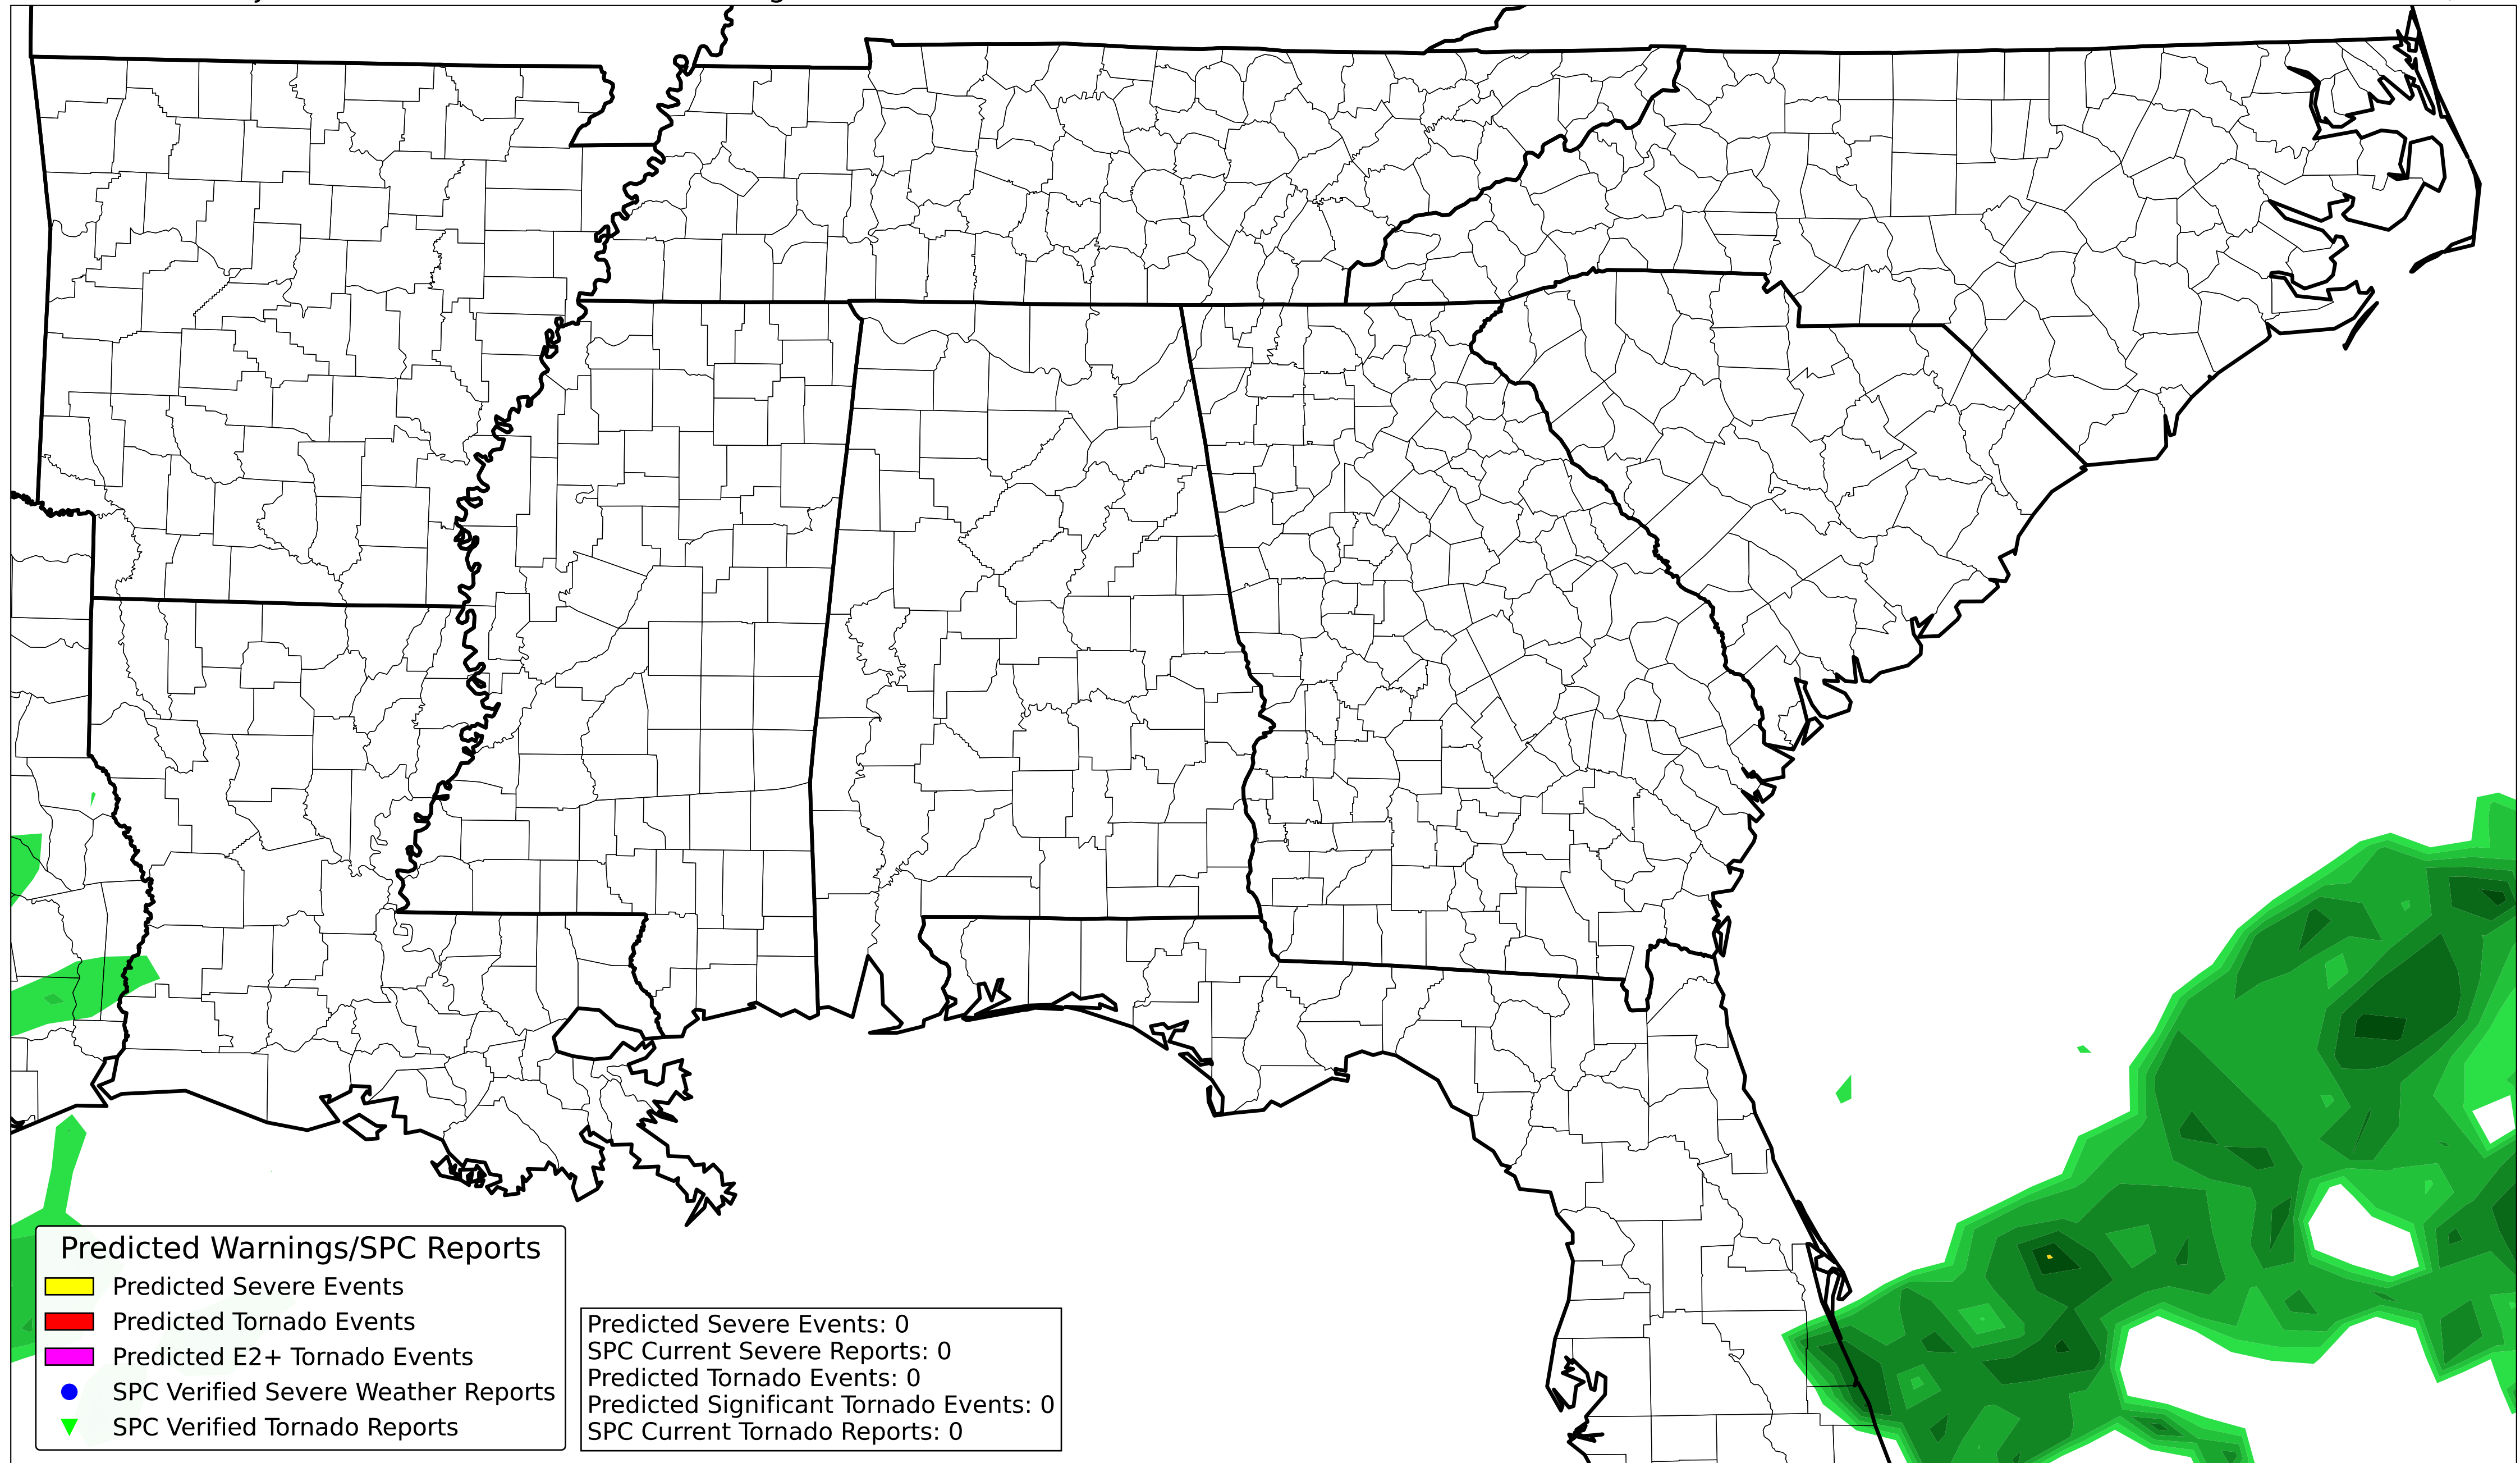 Predicted Warnings/SPC Reports
Predicted Severe Events
Predicted Tornado Events
Predicted E2+ Tornado Events
SPC Verified Severe Weather Reports
SPC Verified Tornado Reports
Predicted Severe Events: 0
SPC Current Severe Reports: 0
Predicted Tornado Events: 0
Predicted Significant Tornado Events: 0
SPC Current Tornado Reports: 0